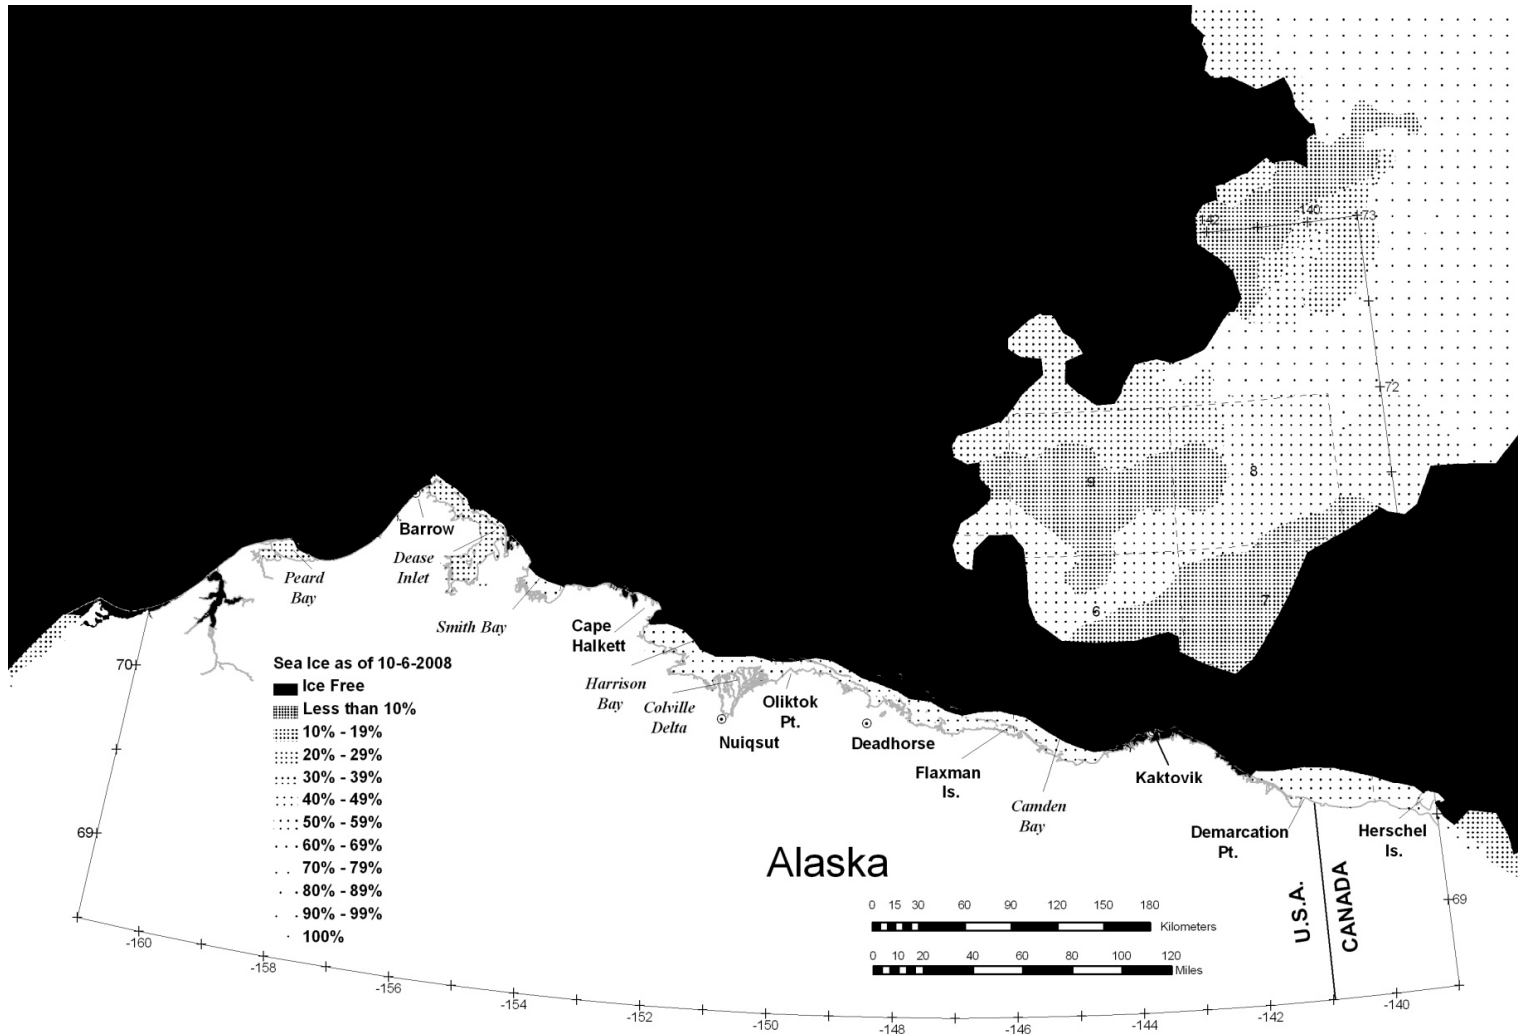 -142
-140
73
72
9
8
7
6
Barrow
Dease
Inlet
Peard
Bay
Smith Bay
Cape
Halkett
Harrison
Bay
Colville
Delta
Oliktok
Pt.
Nuiqsut
Deadhorse
Flaxman
Is.
Camden
Bay
Kaktovik
Demarcation
Pt.
Herschel
Is.
70
69
Sea Ice as of 10-6-2008
Ice Free
Less than 10%
10% - 19%
20% - 29%
30% - 39%
40% - 49%
50% - 59%
60% - 69%
70% - 79%
80% - 89%
90% - 99%
100%
Alaska
U.S.A.
CANADA
69
0 15 30 60 90 120 150 180
Kilometers
0 10 20 40 60 80 100 120
Miles
-160
-158
-156
-154
-152
-150
-148
-146
-144
-142
-140